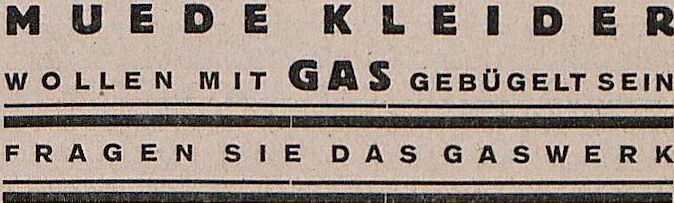 MUEDE KLEIDER
WOLLEN MIT GAS GEBÜGELT SEIN
FRAGEN SIE DAS GASWERK